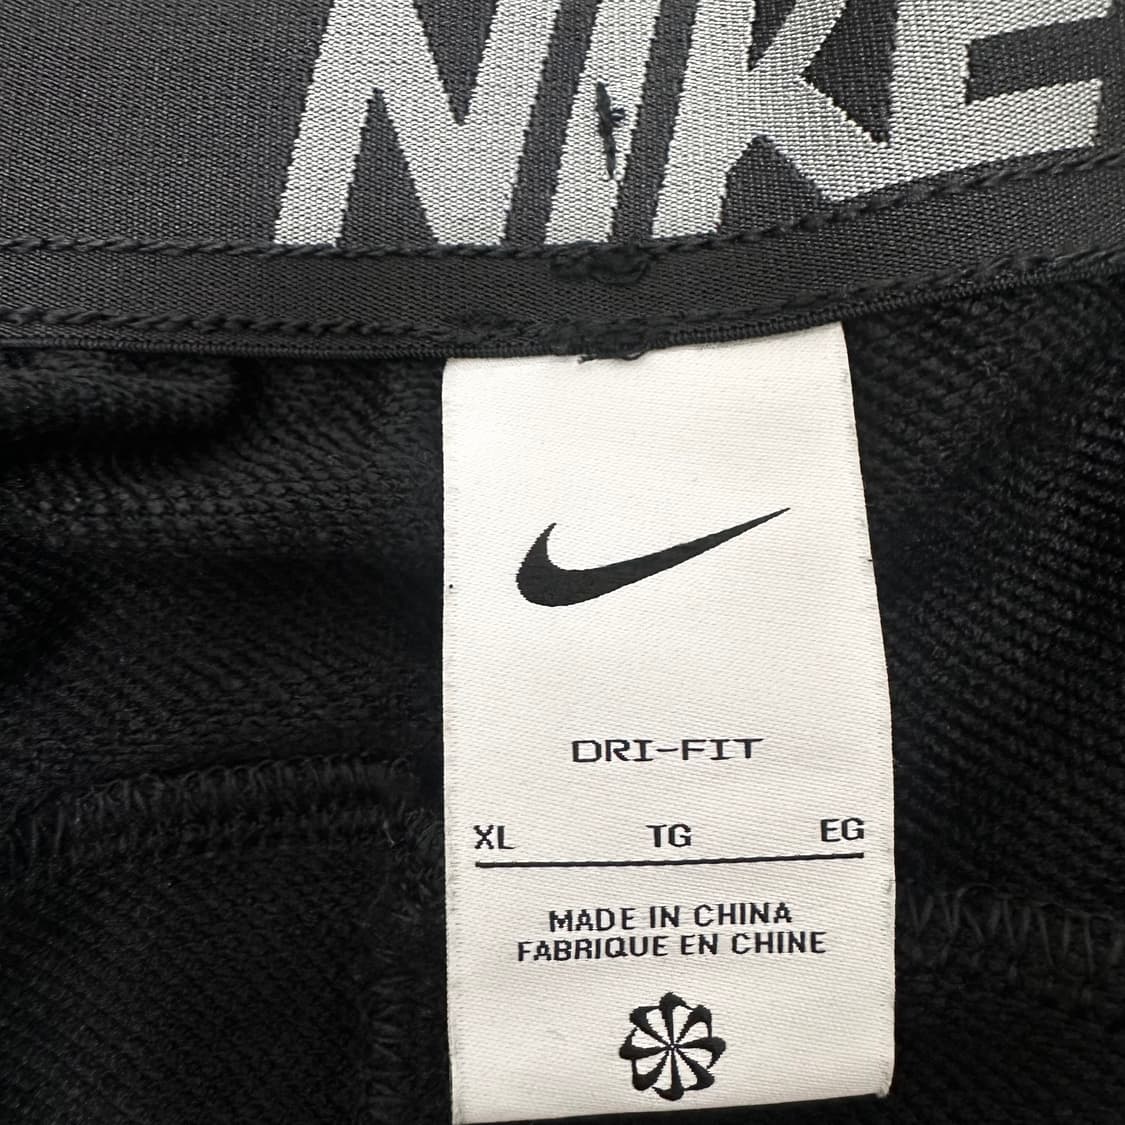 NIKE
DRI-FIT
XL TG EG
MADE IN CHINA
FABRIQUE EN CHINE